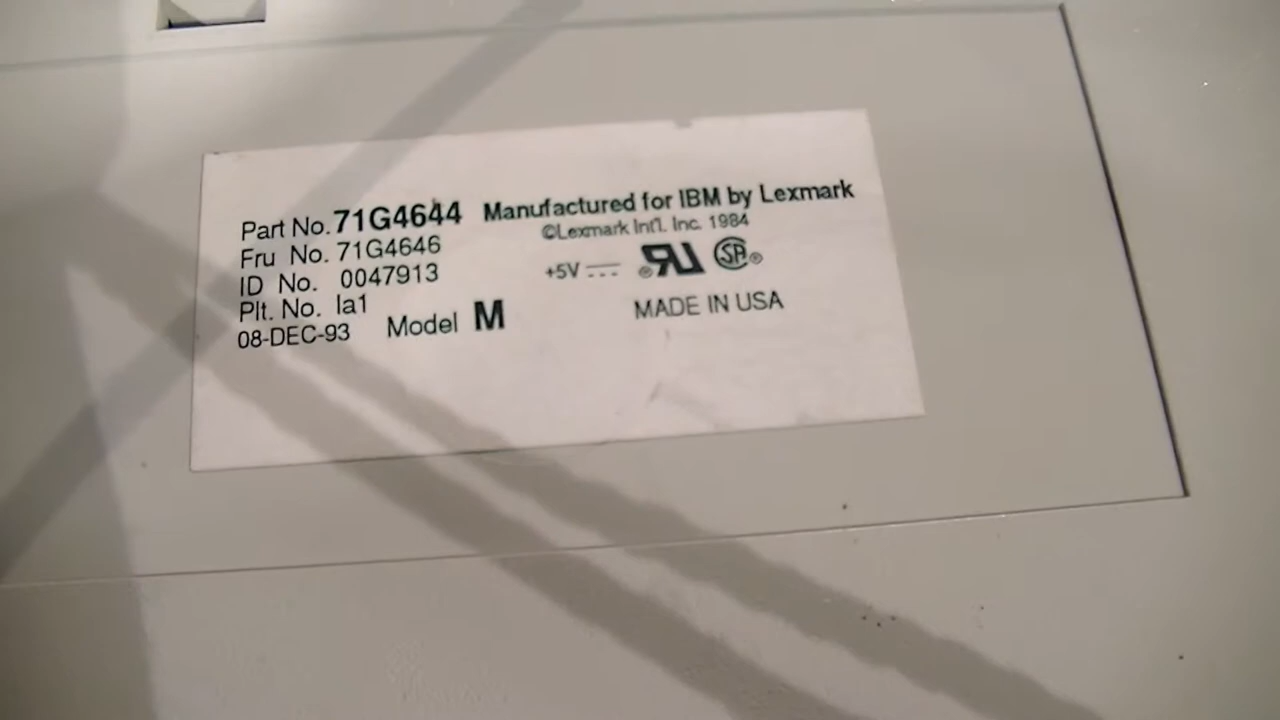 Part No. 71G4644 Manufactured for IBM by Lexmark
©Lexmark Int'l. Inc. 1984
Fru No. 71G4646
ID No. 0047913
+5V
Plt. No. Ia1
08-DEC-93 Model M
MADE IN USA